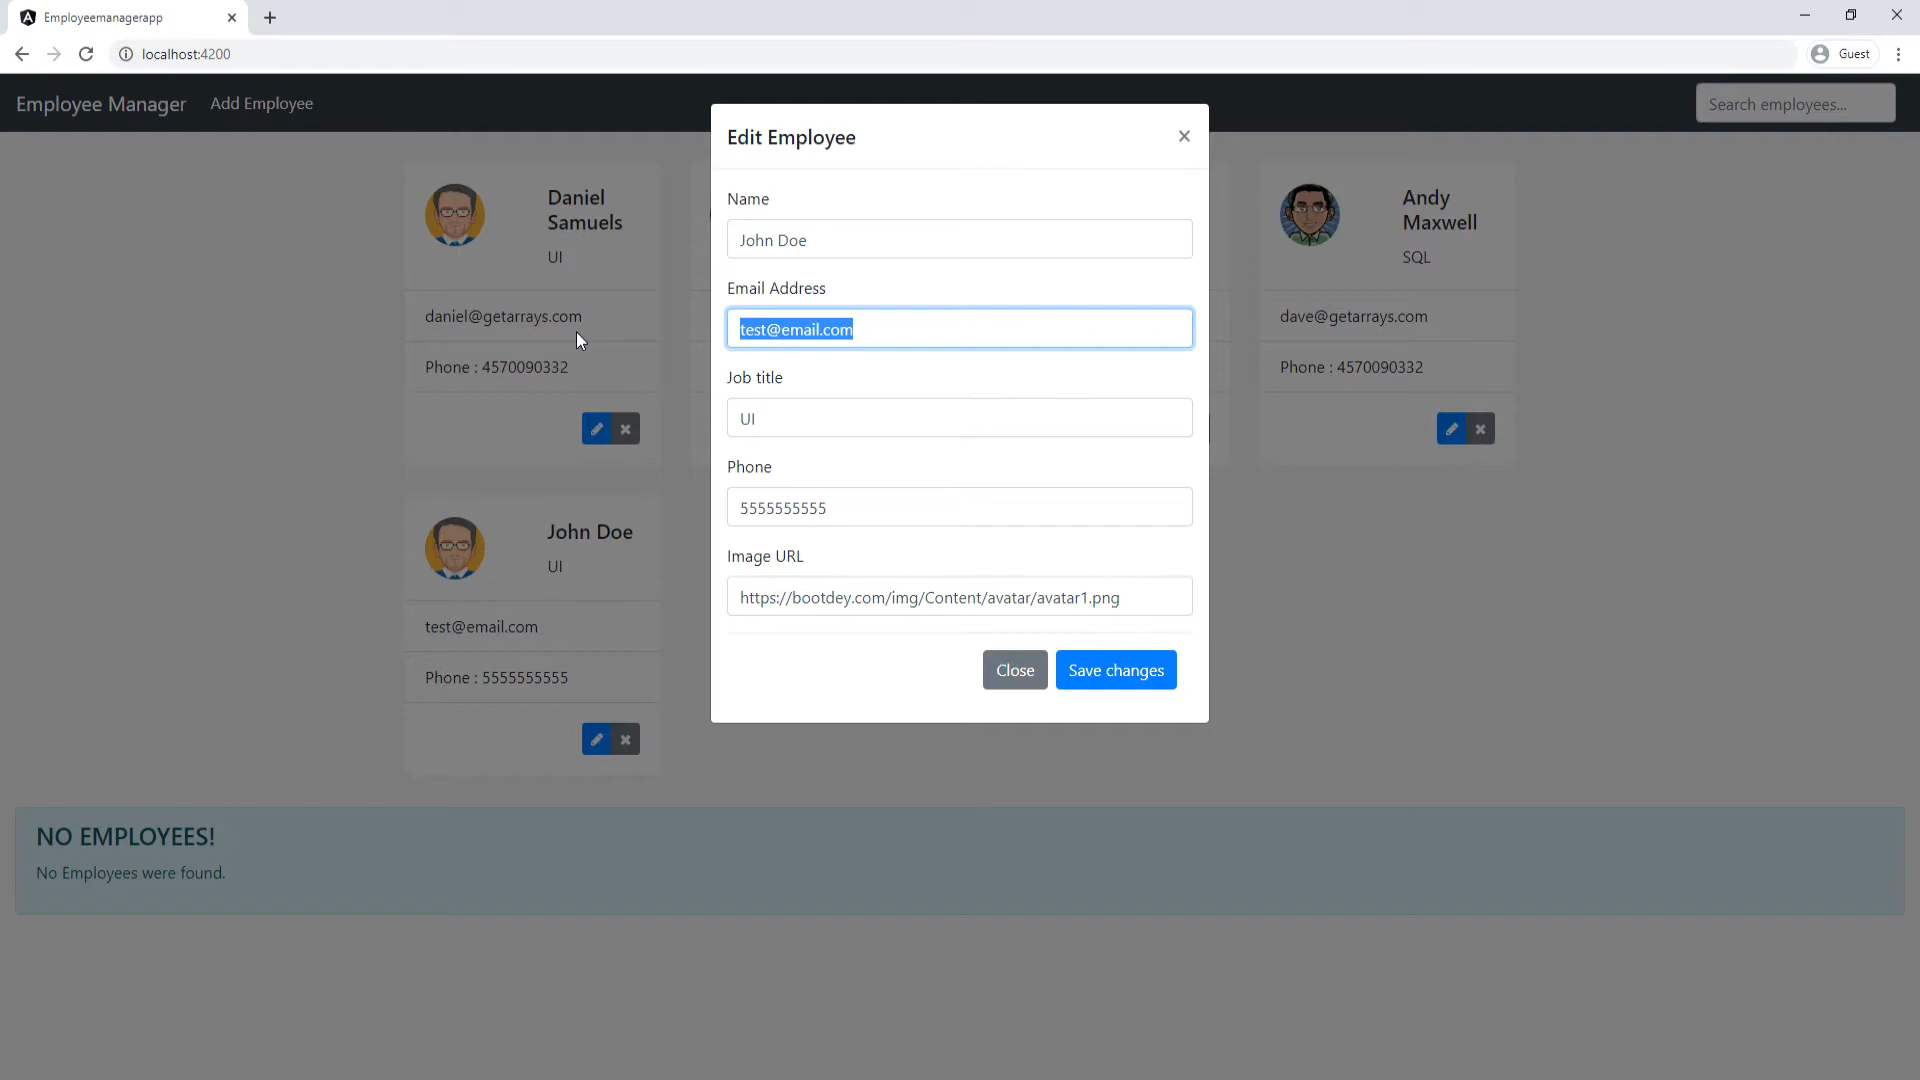 Employeemanagerapp
localhost:4200
Guest
Employee Manager
Add Employee
Search employees...
Edit Employee
Name
John Doe
Email Address
test@email.com
Job title
UI
Phone
5555555555
Image URL
https://bootdey.com/img/Content/avatar/avatar1.png
Close
Save changes
Daniel
Samuels
UI
daniel@getarrays.com
Phone : 4570090332
Andy
Maxwell
SQL
dave@getarrays.com
Phone : 4570090332
John Doe
UI
test@email.com
Phone : 5555555555
NO EMPLOYEES!
No Employees were found.